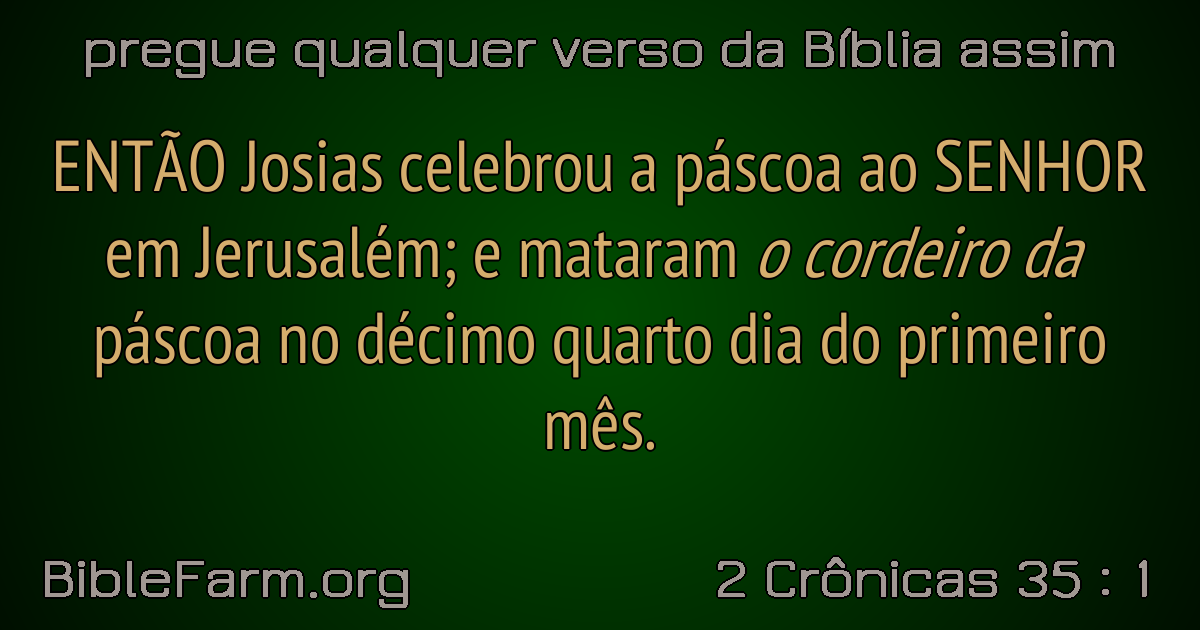 pregue qualquer verso da Bíblia assim
ENTÃO Josias celebrou a páscoa ao SENHOR
em Jerusalém; e mataram o cordeiro da
páscoa no décimo quarto dia do primeiro
mês.
BibleFarm.org
2 Crônicas 35 : 1